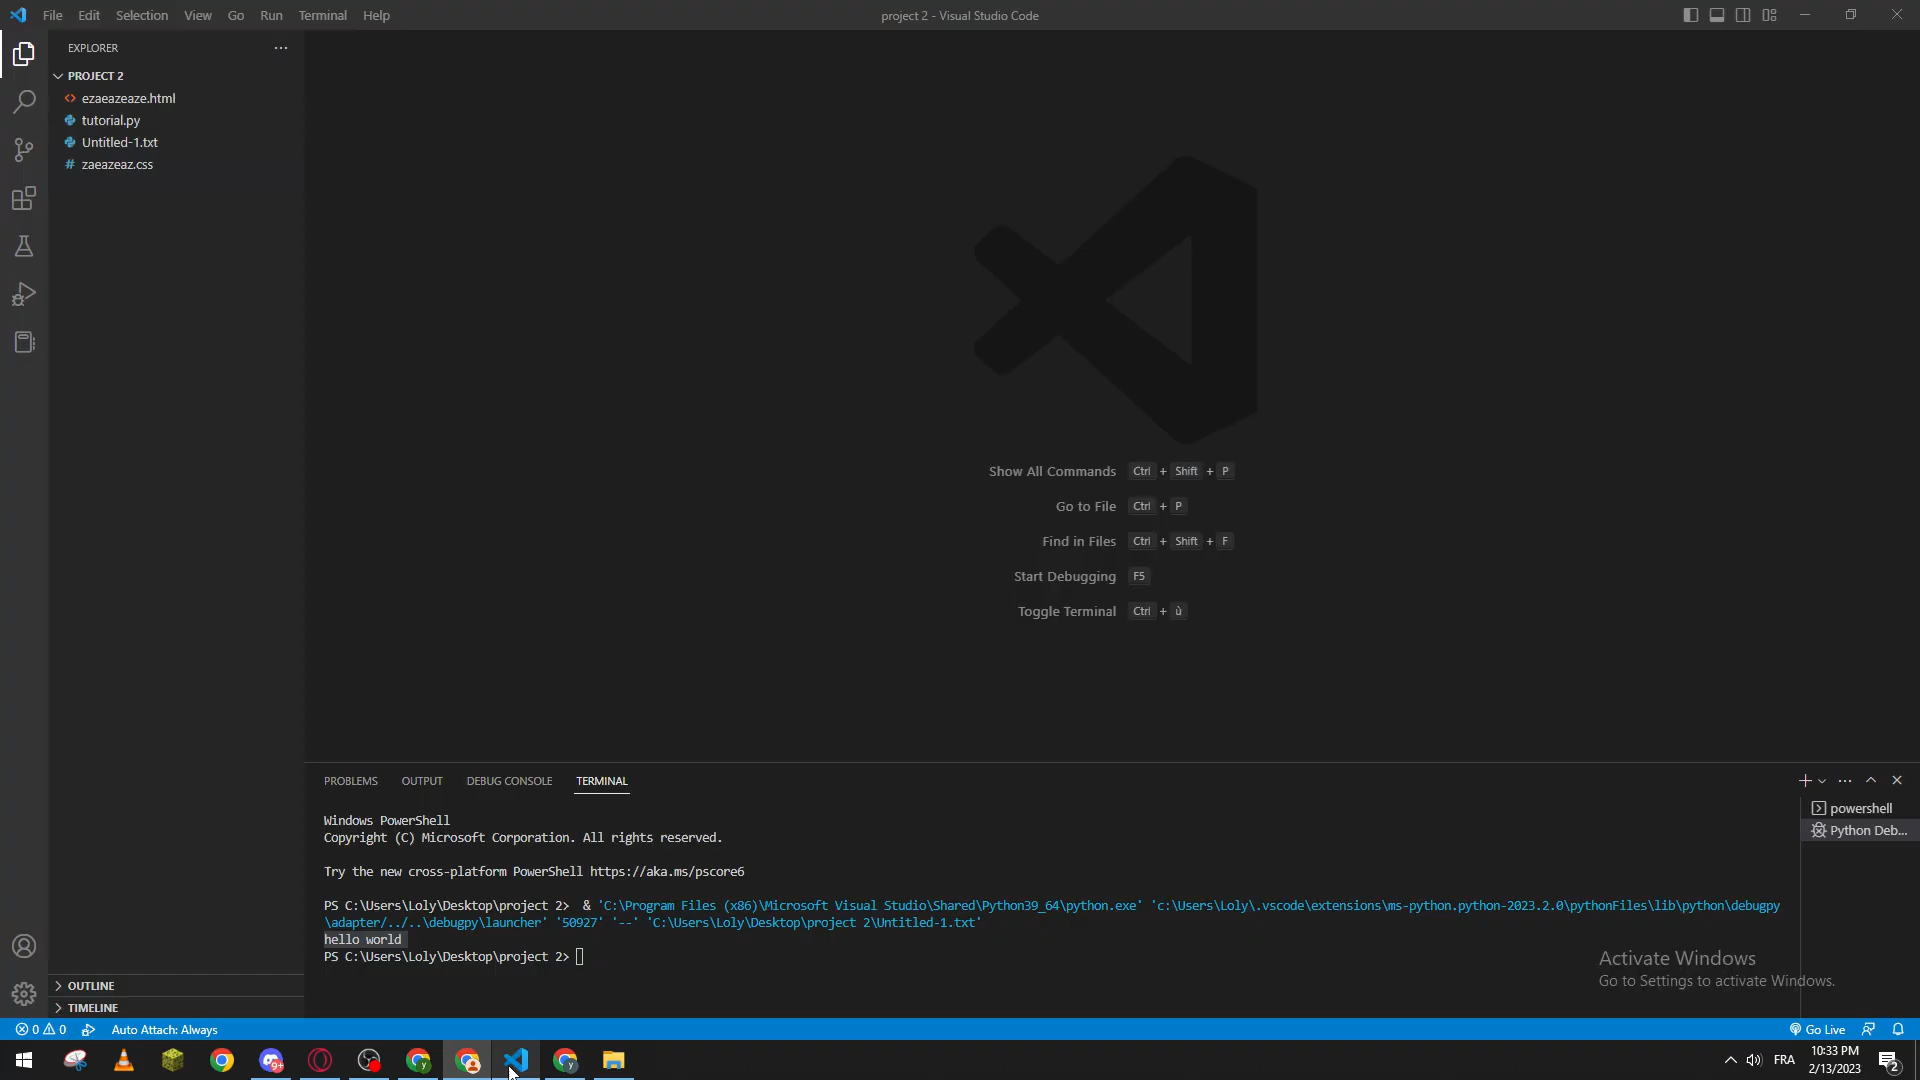 File Edit Selection View Go Run Terminal Help
project 2 - Visual Studio Code
EXPLORER
PROJECT 2
ezaeazeaze.html
tutorial.py
Untitled-1.txt
zaeazeaz.css
Show All Commands Ctrl + Shift + P
Go to File Ctrl + P
Find in Files Ctrl + Shift + F
Start Debugging F5
Toggle Terminal Ctrl + ù
PROBLEMS OUTPUT DEBUG CONSOLE TERMINAL
powershell
Python Deb...
Windows PowerShell
Copyright (C) Microsoft Corporation. All rights reserved.
Try the new cross-platform PowerShell https://aka.ms/pscore6
PS C:\Users\Loly\Desktop\project 2>  & 'C:\Program Files (x86)\Microsoft Visual Studio\Shared\Python39_64\python.exe' 'c:\Users\Loly\.vscode\extensions\ms-python.python-2023.2.0\pythonFiles\lib\python\debugpy
\adapter/../..\debugpy\launcher' '50927' '--' 'C:\Users\Loly\Desktop\project 2\Untitled-1.txt'
hello world
PS C:\Users\Loly\Desktop\project 2>
Activate Windows
Go to Settings to activate Windows.
OUTLINE
TIMELINE
0 0 Auto Attach: Always
Go Live
9+
y
y
FRA
10:33 PM
2/13/2023
2